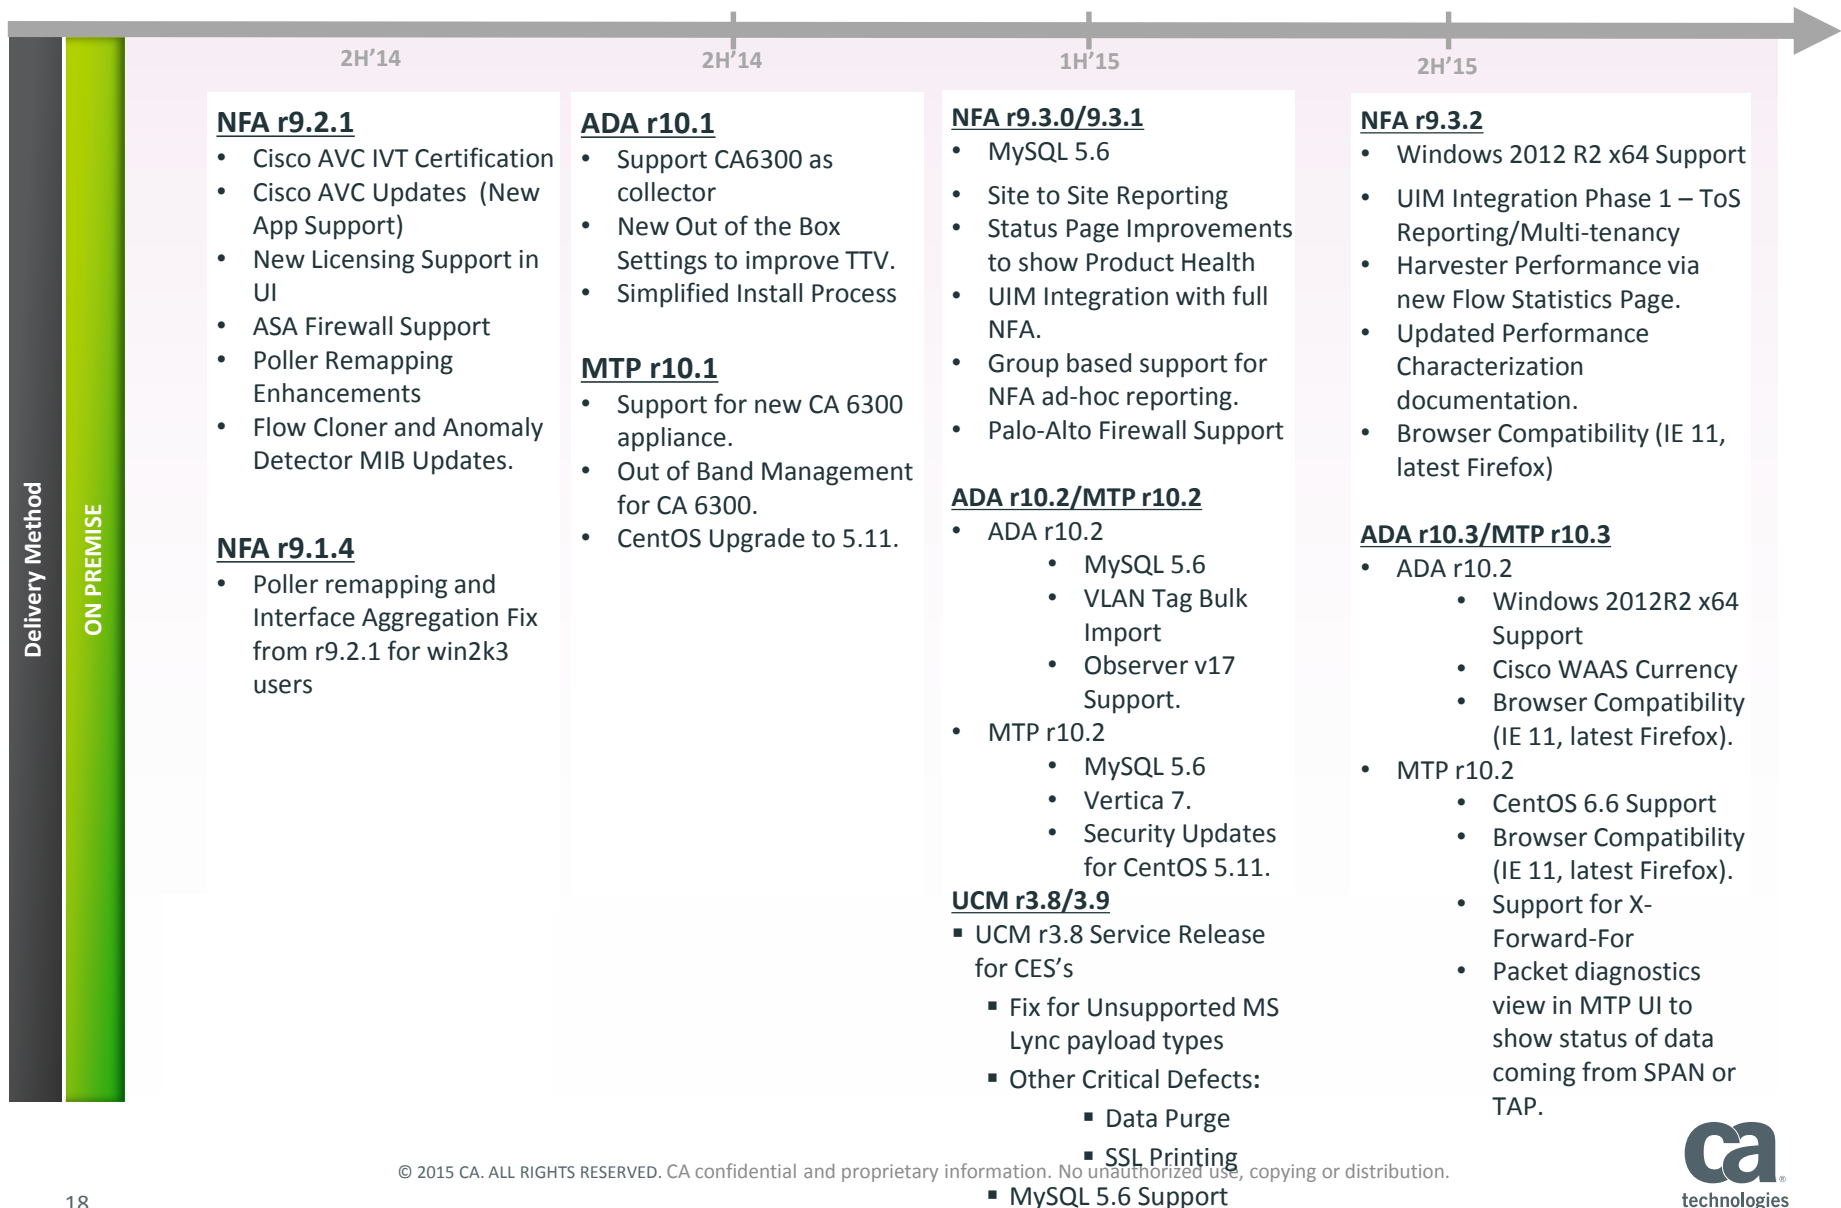 2H’14
2H’14
1H’15
2H’15
Delivery Method
ON PREMISE
NFA r9.2.1
• Cisco AVC IVT Certification
• Cisco AVC Updates (New
App Support)
• New Licensing Support in
UI
• ASA Firewall Support
• Poller Remapping
Enhancements
• Flow Cloner and Anomaly
Detector MIB Updates.
NFA r9.1.4
• Poller remapping and
Interface Aggregation Fix
from r9.2.1 for win2k3
users
ADA r10.1
• Support CA6300 as
collector
• New Out of the Box
Settings to improve TTV.
• Simplified Install Process
MTP r10.1
• Support for new CA 6300
appliance.
• Out of Band Management
for CA 6300.
• CentOS Upgrade to 5.11.
NFA r9.3.0/9.3.1
• MySQL 5.6
• Site to Site Reporting
• Status Page Improvements
to show Product Health
• UIM Integration with full
NFA.
• Group based support for
NFA ad-hoc reporting.
• Palo-Alto Firewall Support
ADA r10.2/MTP r10.2
• ADA r10.2
• MySQL 5.6
• VLAN Tag Bulk
Import
• Observer v17
Support.
• MTP r10.2
• MySQL 5.6
• Vertica 7.
• Security Updates
for CentOS 5.11.
UCM r3.8/3.9
▪ UCM r3.8 Service Release
for CES’s
▪ Fix for Unsupported MS
Lync payload types
▪ Other Critical Defects:
▪ Data Purge
▪ SSL Printing
▪ MySQL 5.6 Support
NFA r9.3.2
• Windows 2012 R2 x64 Support
• UIM Integration Phase 1 – ToS
Reporting/Multi-tenancy
• Harvester Performance via
new Flow Statistics Page.
• Updated Performance
Characterization
documentation.
• Browser Compatibility (IE 11,
latest Firefox)
ADA r10.3/MTP r10.3
• ADA r10.2
• Windows 2012R2 x64
Support
• Cisco WAAS Currency
• Browser Compatibility
(IE 11, latest Firefox).
• MTP r10.2
• CentOS 6.6 Support
• Browser Compatibility
(IE 11, latest Firefox).
• Support for X-
Forward-For
• Packet diagnostics
view in MTP UI to
show status of data
coming from SPAN or
TAP.
© 2015 CA. ALL RIGHTS RESERVED. CA confidential and proprietary information. No unauthorized use, copying or distribution.
18
ca
technologies